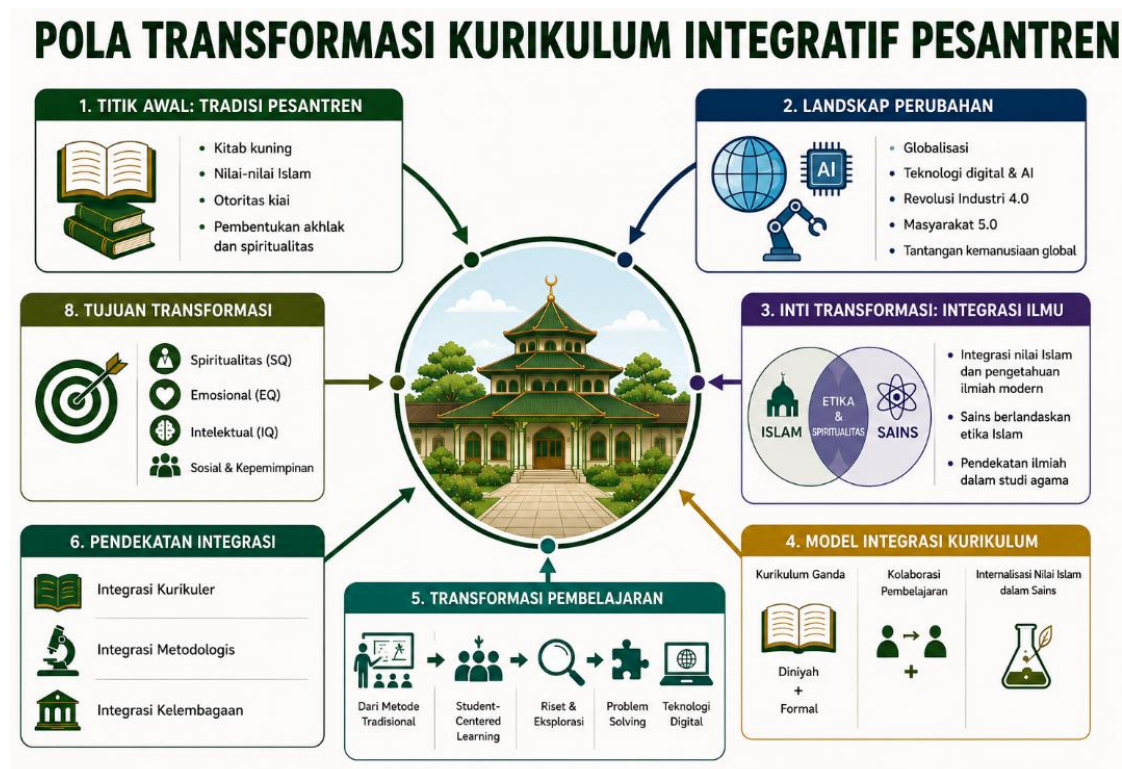 POLA TRANSFORMASI KURIKULUM INTEGRATIF PESANTREN
1. TITIK AWAL: TRADISI PESANTREN
• Kitab kuning
• Nilai-nilai Islam
• Otoritas kiai
• Pembentukan akhlak
dan spiritualitas
2. LANDSKAP PERUBAHAN
AI
• Globalisasi
• Teknologi digital & AI
• Revolusi Industri 4.0
• Masyarakat 5.0
• Tantangan kemanusiaan global
8. TUJUAN TRANSFORMASI
Spiritualitas (SQ)
Emosional (EQ)
Intelektual (IQ)
Sosial & Kepemimpinan
3. INTI TRANSFORMASI: INTEGRASI ILMU
ISLAM
ETIKA
&
SPIRITUALITAS
SAINS
• Integrasi nilai Islam
dan pengetahuan
ilmiah modern
• Sains berlandaskan
etika Islam
• Pendekatan ilmiah
dalam studi agama
6. PENDEKATAN INTEGRASI
Integrasi Kurikuler
Integrasi Metodologis
Integrasi Kelembagaan
5. TRANSFORMASI PEMBELAJARAN
Dari Metode
Tradisional
Student-
Centered
Learning
Riset &
Eksplorasi
Problem
Solving
Teknologi
Digital
4. MODEL INTEGRASI KURIKULUM
Kurikulum Ganda
Diniyah
+
Formal
Kolaborasi
Pembelajaran
+
Internalisasi Nilai Islam
dalam Sains